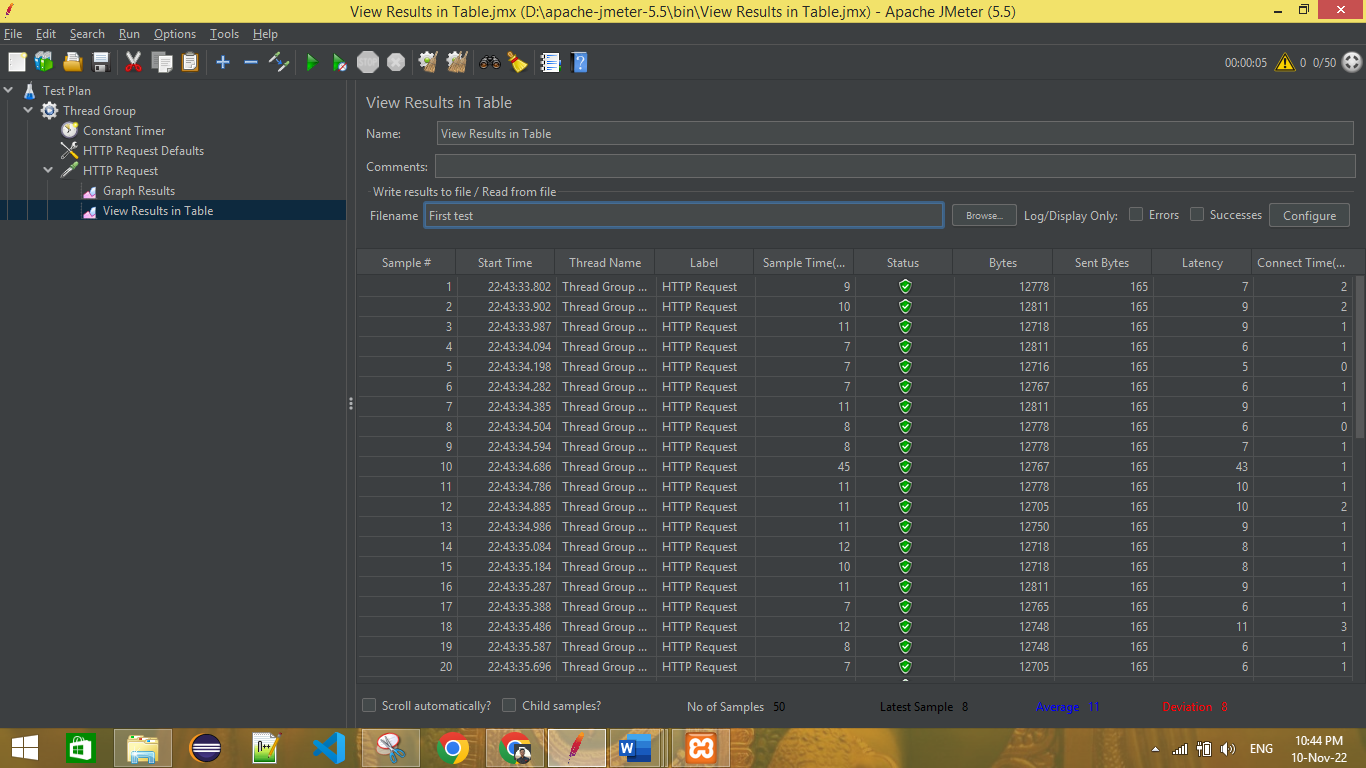 View Results in Table.jmx (D:\apache-jmeter-5.5\bin\View Results in Table.jmx) - Apache JMeter (5.5)
File Edit Search Run Options Tools Help
STOP 00:00:05 0 0/50
Test Plan
Thread Group
Constant Timer
HTTP Request Defaults
HTTP Request
Graph Results
View Results in Table
View Results in Table
Name: View Results in Table
Comments:
Write results to file / Read from file
Filename First test Browse... Log/Display Only: Errors Successes Configure
Sample # Start Time Thread Name Label Sample Time(... Status Bytes Sent Bytes Latency Connect Time(...
1 22:43:33.802 Thread Group ... HTTP Request 9 12778 165 7 2
2 22:43:33.902 Thread Group ... HTTP Request 10 12811 165 9 2
3 22:43:33.987 Thread Group ... HTTP Request 11 12718 165 9 1
4 22:43:34.094 Thread Group ... HTTP Request 7 12811 165 6 1
5 22:43:34.198 Thread Group ... HTTP Request 7 12716 165 5 0
6 22:43:34.282 Thread Group ... HTTP Request 7 12767 165 6 1
7 22:43:34.385 Thread Group ... HTTP Request 11 12811 165 9 1
8 22:43:34.504 Thread Group ... HTTP Request 8 12778 165 6 0
9 22:43:34.594 Thread Group ... HTTP Request 8 12778 165 7 1
10 22:43:34.686 Thread Group ... HTTP Request 45 12767 165 43 1
11 22:43:34.786 Thread Group ... HTTP Request 11 12778 165 10 1
12 22:43:34.885 Thread Group ... HTTP Request 11 12705 165 10 2
13 22:43:34.986 Thread Group ... HTTP Request 11 12750 165 9 1
14 22:43:35.084 Thread Group ... HTTP Request 12 12718 165 8 1
15 22:43:35.184 Thread Group ... HTTP Request 10 12718 165 8 1
16 22:43:35.287 Thread Group ... HTTP Request 11 12811 165 9 1
17 22:43:35.388 Thread Group ... HTTP Request 7 12765 165 6 1
18 22:43:35.486 Thread Group ... HTTP Request 12 12748 165 11 3
19 22:43:35.587 Thread Group ... HTTP Request 8 12748 165 6 1
20 22:43:35.696 Thread Group ... HTTP Request 7 12705 165 6 1
Scroll automatically? Child samples? No of Samples 50 Latest Sample 8 Average 11 Deviation 8
ENG 10:44 PM
10-Nov-22